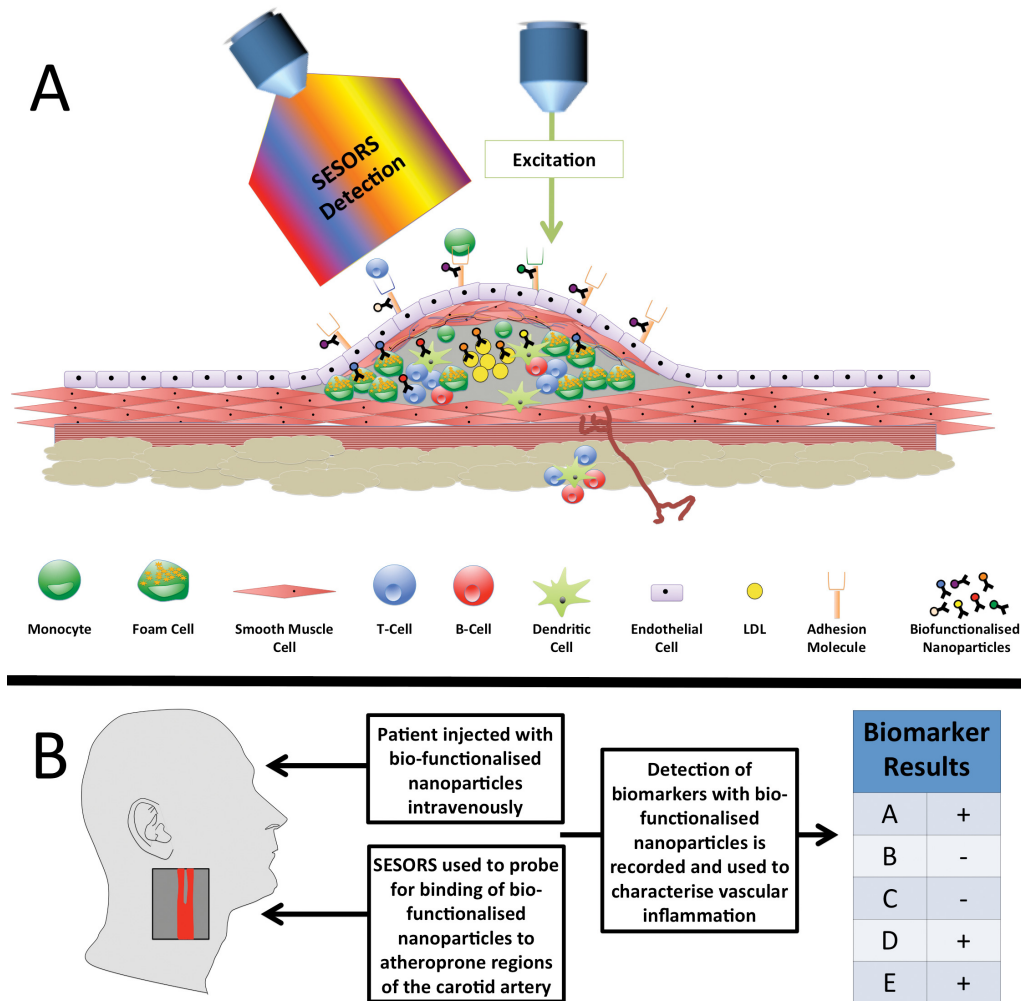 A
SESORS
Detection
Excitation
Monocyte
Foam Cell
Smooth Muscle
Cell
T-Cell
B-Cell
Dendritic
Cell
Endothelial
Cell
LDL
Adhesion
Molecule
Biofunctionalised
Nanoparticles
B
Patient injected with
bio-functionalised
nanoparticles
intravenously
SESORS used to probe
for binding of bio-
functionalised
nanoparticles to
atheroprone regions
of the carotid artery
Detection of
biomarkers with bio-
functionalised
nanoparticles is
recorded and used to
characterise vascular
inflammation
Biomarker
Results
A +
B -
C -
D +
E +